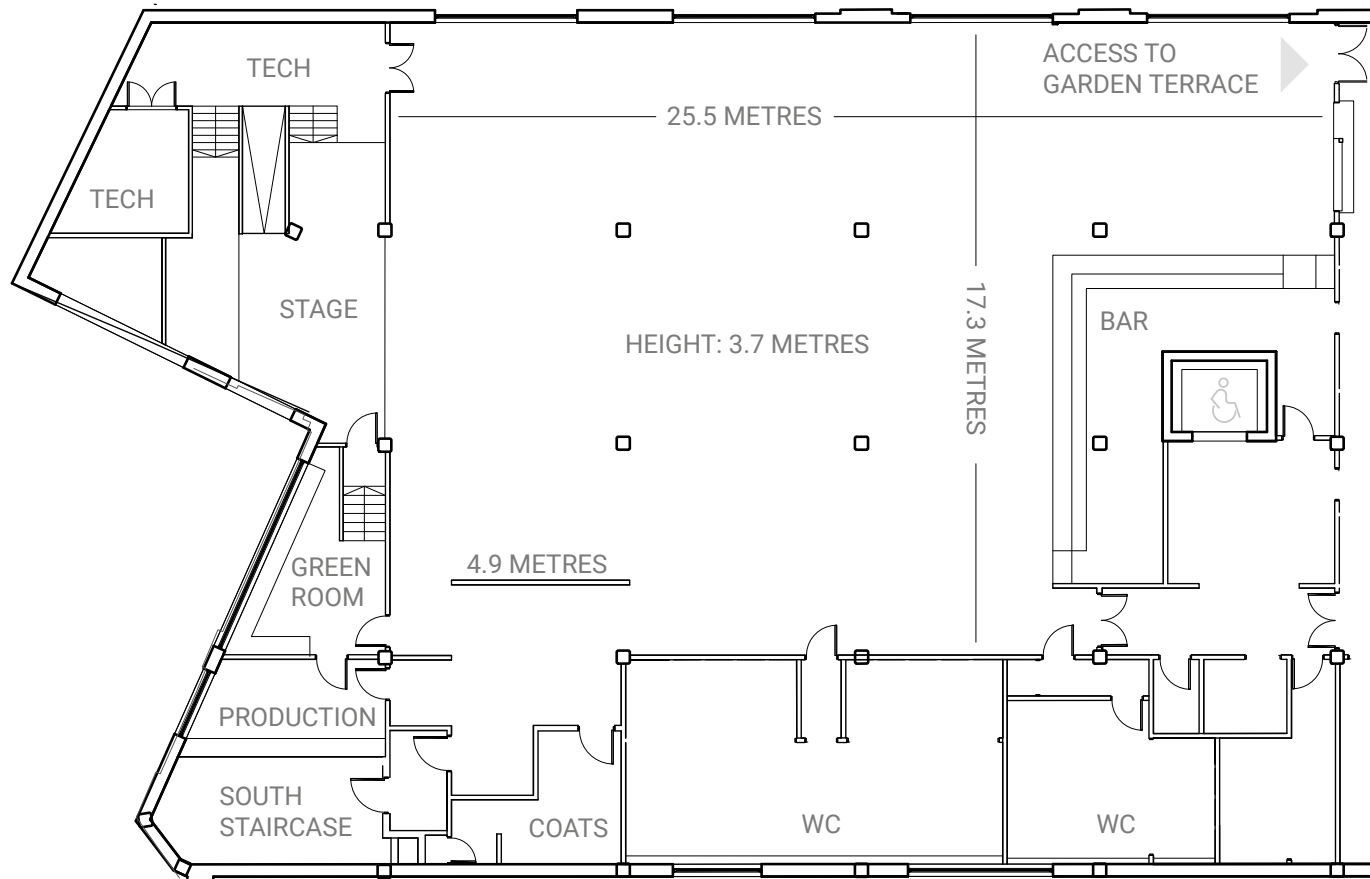 TECH
ACCESS TO
GARDEN TERRACE
25.5 METRES
TECH
STAGE
17.3 METRES
BAR
HEIGHT: 3.7 METRES
4.9 METRES
GREEN
ROOM
PRODUCTION
SOUTH
STAIRCASE
COATS
WC
WC